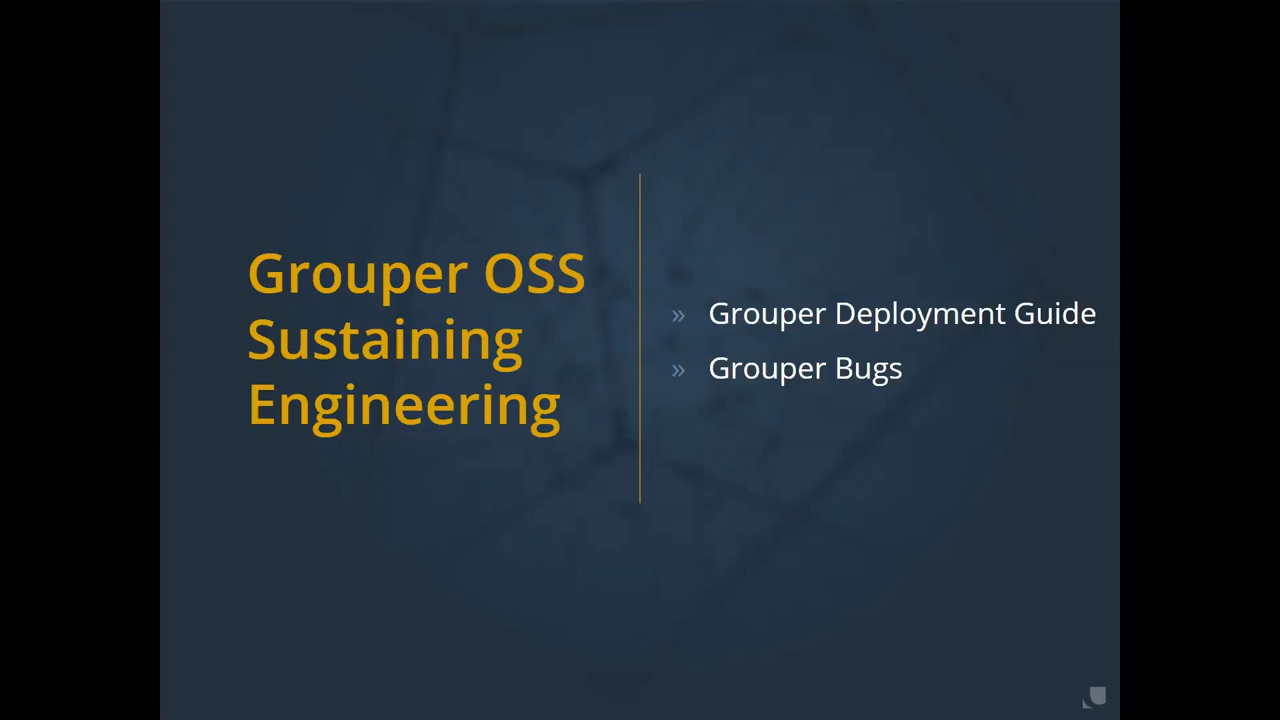 Grouper OSS
Sustaining
Engineering
» Grouper Deployment Guide
» Grouper Bugs